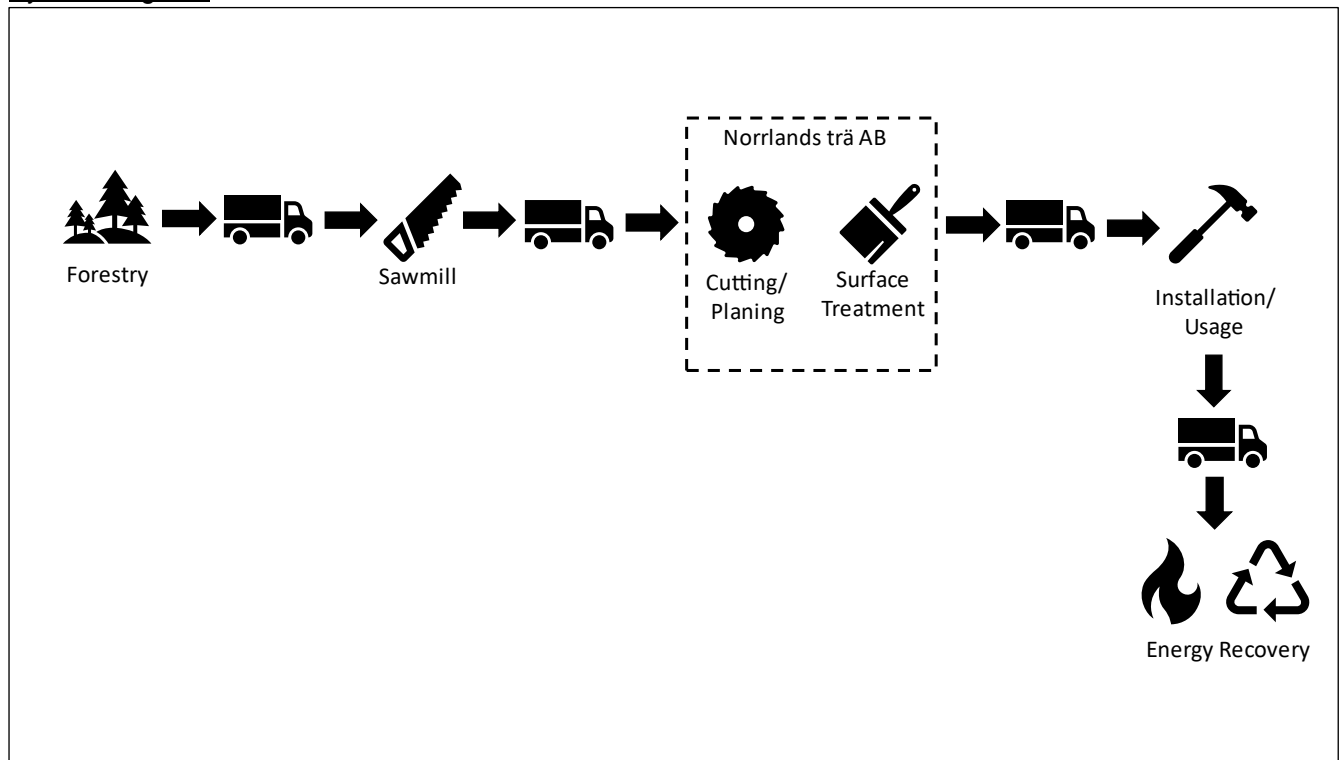 Norrlands trä AB
Forestry
Sawmill
Cutting/
Planing
Surface
Treatment
Installation/
Usage
Energy Recovery